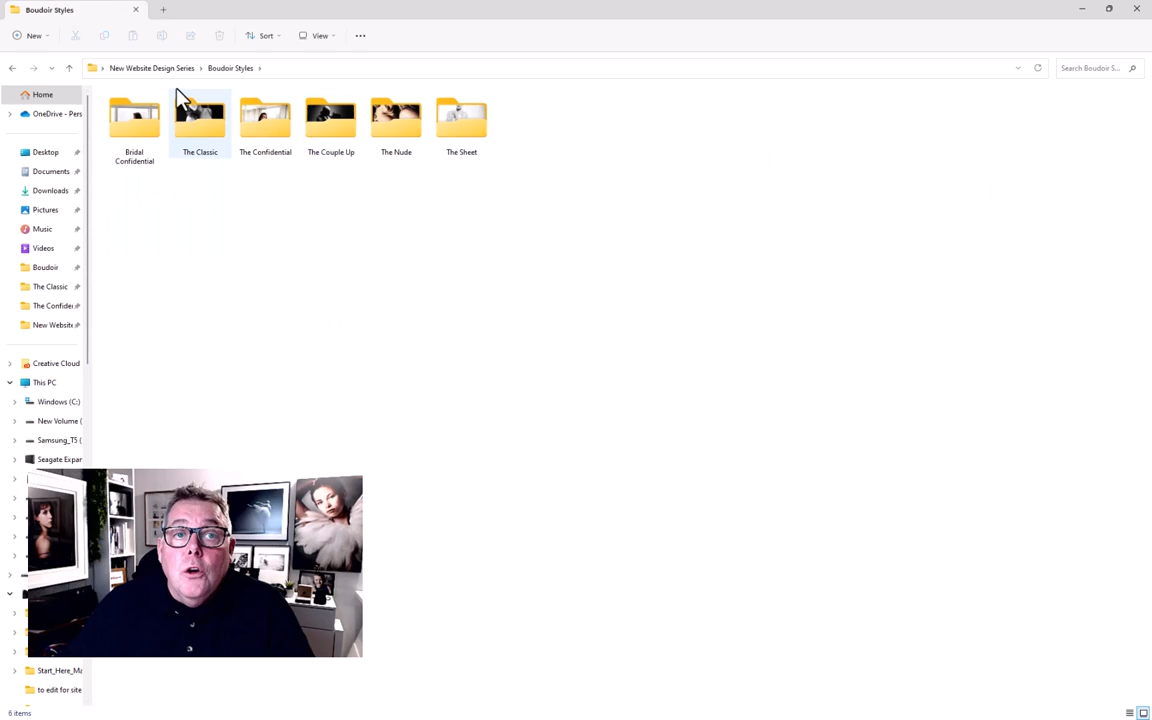 Boudoir Styles
New
Sort
View
New Website Design Series
Boudoir Styles
Search Boudoir S...
Home
OneDrive - Pers
Desktop
Documents
Downloads
Pictures
Music
Videos
Boudoir
The Classic
The Confide
New Website
Creative Cloud
This PC
Windows (C:)
New Volume (
Samsung_T5 (
Seagate Expan
Start_Here_Ma
to edit for site
Bridal
Confidential
The Classic
The Confidential
The Couple Up
The Nude
The Sheet
6 items